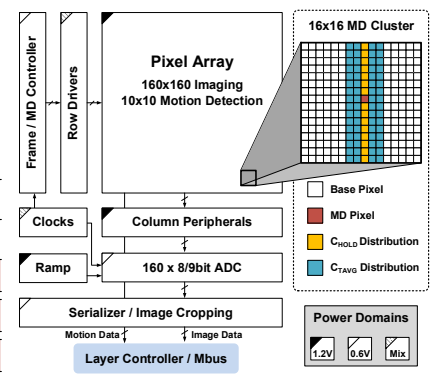 Frame / MD Controller
Row Drivers
Pixel Array
160x160 Imaging
10x10 Motion Detection
16x16 MD Cluster
Base Pixel
MD Pixel
CHOLD Distribution
CTAVG Distribution
Clocks
Column Peripherals
Ramp
160 x 8/9bit ADC
Serializer / Image Cropping
Motion Data
Image Data
Layer Controller / Mbus
Power Domains
1.2V
0.6V
Mix